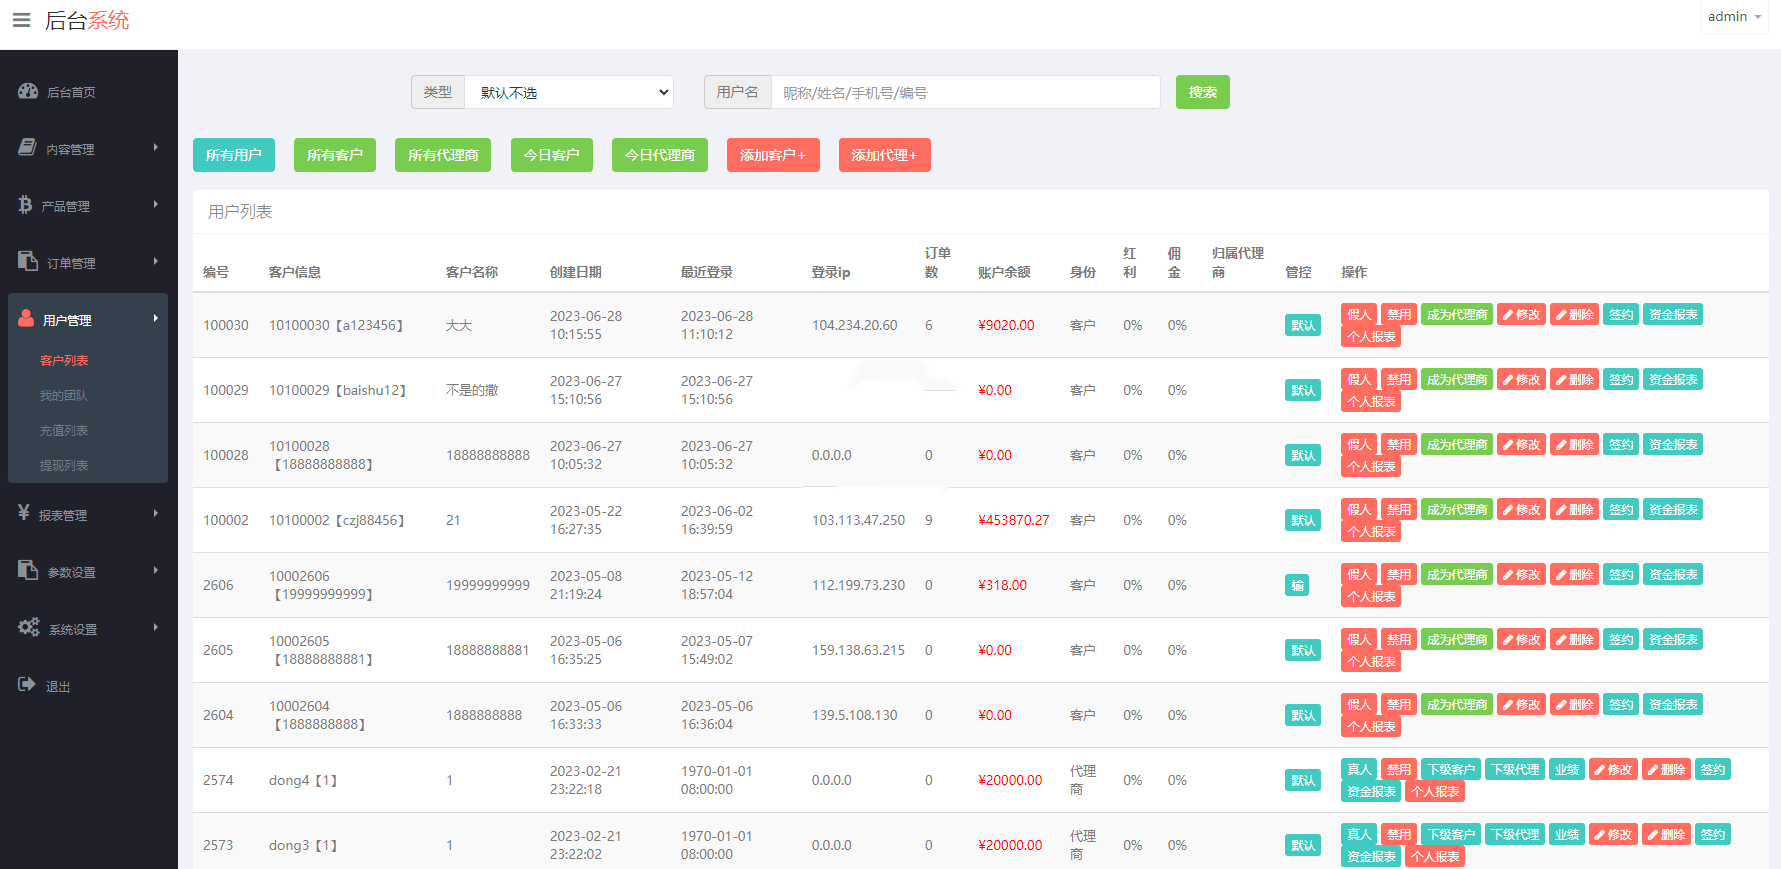 后台系统
admin
后台首页
内容管理
产品管理
订单管理
用户管理
客户列表
我的团队
充值列表
提现列表
报表管理
参数设置
系统设置
退出
类型 默认不选 用户名 昵称/姓名/手机号/编号 搜索
所有用户 所有客户 所有代理商 今日客户 今日代理商 添加客户+ 添加代理+
用户列表
编号 客户信息 客户名称 创建日期 最近登录 登录ip 订单数 账户余额 身份 红利 佣金 归属代理商 管控 操作
100030 10100030【a123456】 大大 2023-06-28 10:15:55 2023-06-28 11:10:12 104.234.20.60 6 ¥9020.00 客户 0% 0% 默认 假人 禁用 成为代理商 修改 删除 签约 资金报表 个人报表
100029 10100029【baishu12】 不是的撒 2023-06-27 15:10:56 2023-06-27 15:10:56 ¥0.00 客户 0% 0% 默认 假人 禁用 成为代理商 修改 删除 签约 资金报表 个人报表
100028 10100028【18888888888】 18888888888 2023-06-27 10:05:32 2023-06-27 10:05:32 0.0.0.0 0 ¥0.00 客户 0% 0% 默认 假人 禁用 成为代理商 修改 删除 签约 资金报表 个人报表
100002 10100002【czj88456】 21 2023-05-22 16:27:35 2023-06-02 16:39:59 103.113.47.250 9 ¥453870.27 客户 0% 0% 默认 假人 禁用 成为代理商 修改 删除 签约 资金报表 个人报表
2606 10002606【19999999999】 19999999999 2023-05-08 21:19:24 2023-05-12 18:57:04 112.199.73.230 0 ¥318.00 客户 0% 0% 输 假人 禁用 成为代理商 修改 删除 签约 资金报表 个人报表
2605 10002605【18888888881】 18888888881 2023-05-06 16:35:25 2023-05-07 15:49:02 159.138.63.215 0 ¥0.00 客户 0% 0% 默认 假人 禁用 成为代理商 修改 删除 签约 资金报表 个人报表
2604 10002604【1888888888】 1888888888 2023-05-06 16:33:33 2023-05-06 16:36:04 139.5.108.130 0 ¥0.00 客户 0% 0% 默认 假人 禁用 成为代理商 修改 删除 签约 资金报表 个人报表
2574 dong4【1】 1 2023-02-21 23:22:18 1970-01-01 08:00:00 0.0.0.0 0 ¥20000.00 代理商 0% 0% 默认 真人 禁用 下级客户 下级代理 业绩 修改 删除 签约 资金报表 个人报表
2573 dong3【1】 1 2023-02-21 23:22:02 1970-01-01 08:00:00 0.0.0.0 0 ¥20000.00 代理商 0% 0% 默认 真人 禁用 下级客户 下级代理 业绩 修改 删除 签约 资金报表 个人报表